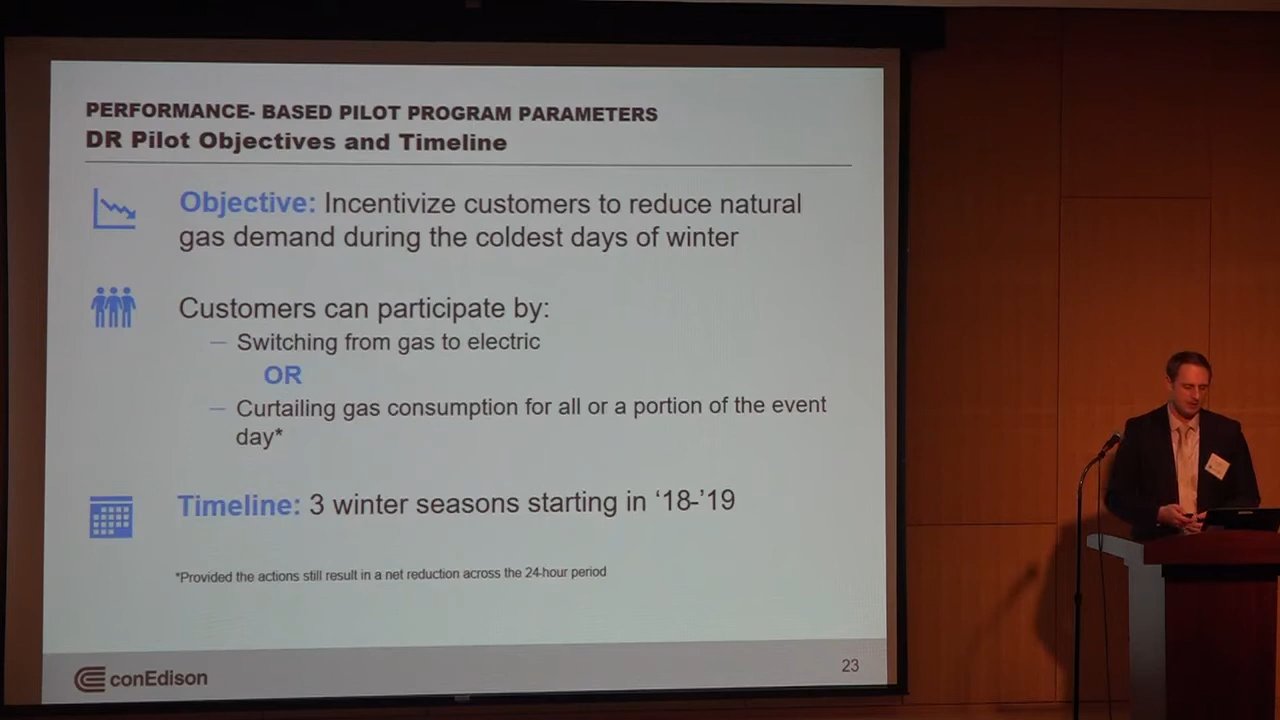 PERFORMANCE- BASED PILOT PROGRAM PARAMETERS
DR Pilot Objectives and Timeline
Objective: Incentivize customers to reduce natural
gas demand during the coldest days of winter
Customers can participate by:
— Switching from gas to electric
OR
— Curtailing gas consumption for all or a portion of the event
day*
Timeline: 3 winter seasons starting in ‘18-’19
*Provided the actions still result in a net reduction across the 24-hour period
conEdison
23